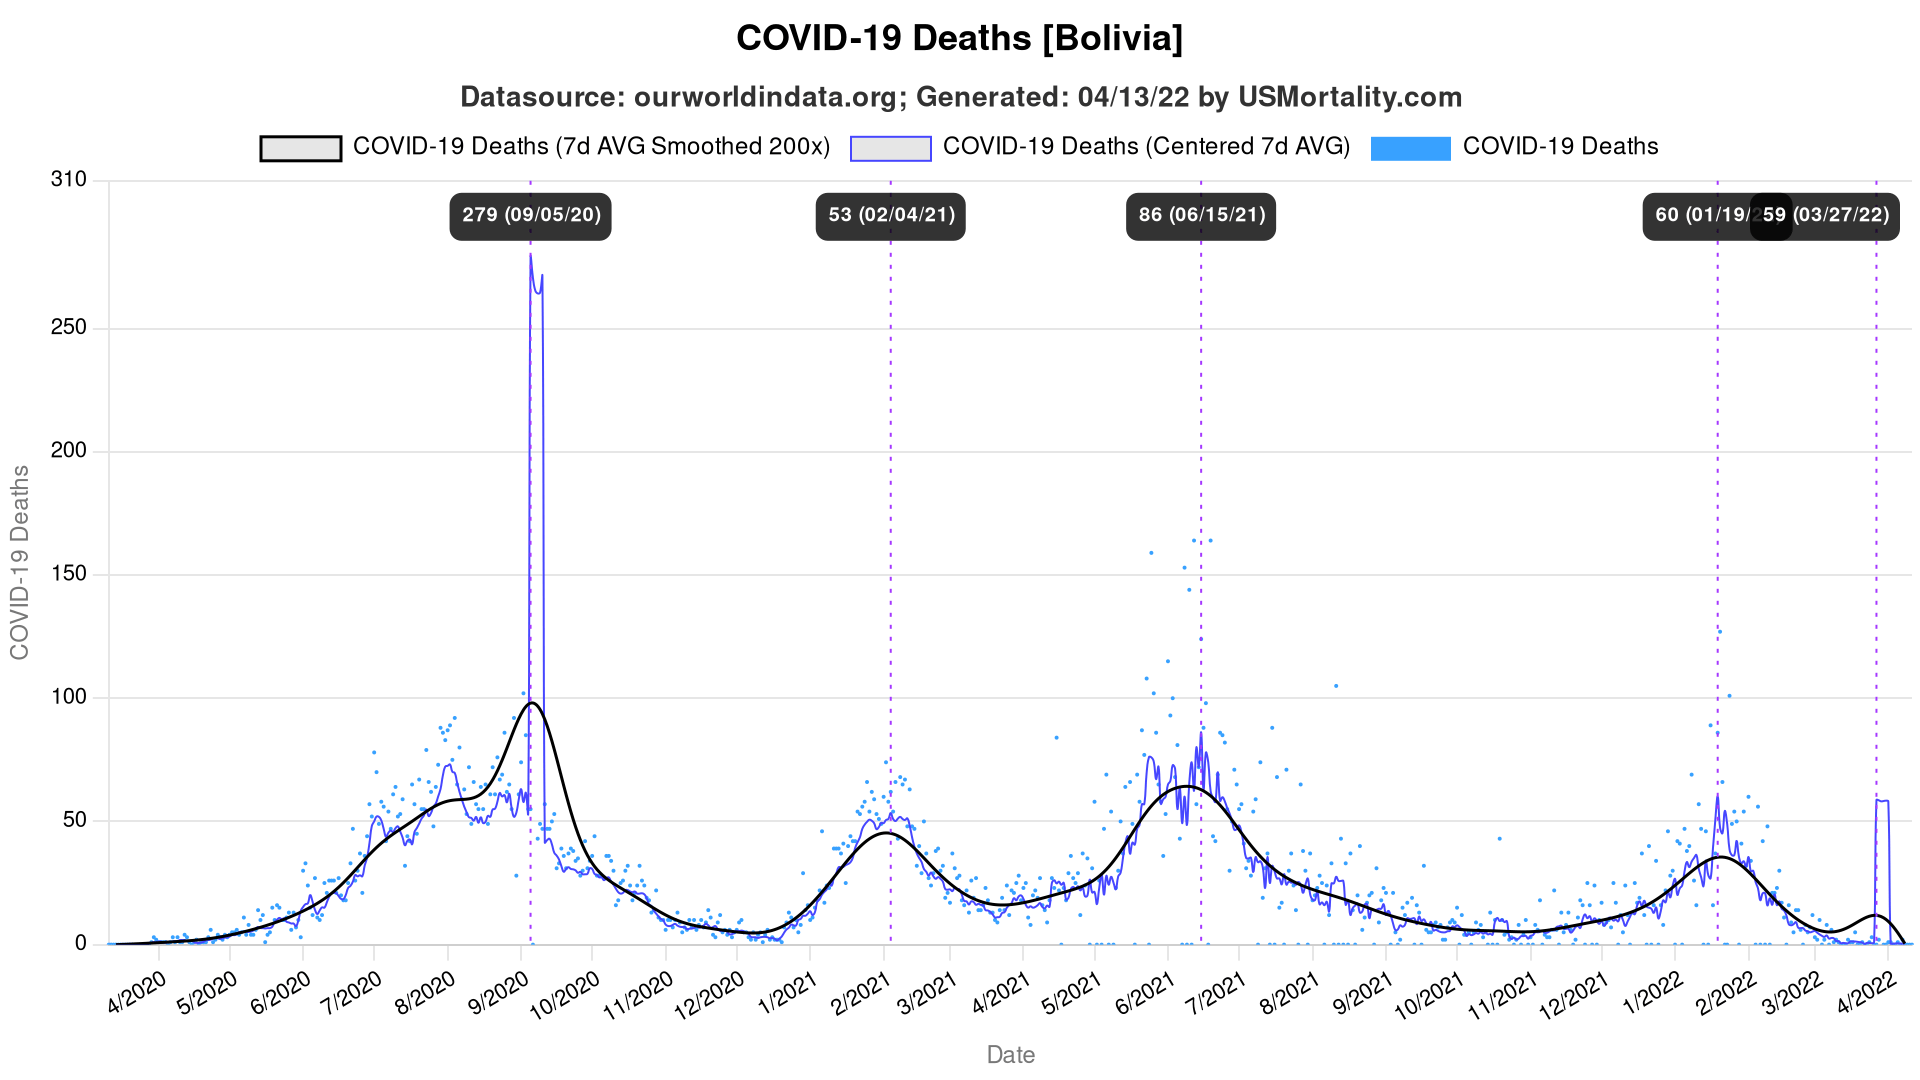 COVID-19 Deaths [Bolivia]
Datasource: ourworldindata.org; Generated: 04/13/22 by USMortality.com
COVID-19 Deaths (7d AVG Smoothed 200x) COVID-19 Deaths (Centered 7d AVG) COVID-19 Deaths
310
279 (09/05/20) 53 (02/04/21) 86 (06/15/21) 60 (01/19/ 59 (03/27/22)
250
200
150
100
50
0
COVID-19 Deaths
4/2020 5/2020 6/2020 7/2020 8/2020 9/2020 10/2020 11/2020 12/2020 1/2021 2/2021 3/2021 4/2021 5/2021 6/2021 7/2021 8/2021 9/2021 10/2021 11/2021 12/2021 1/2022 2/2022 3/2022 4/2022
Date